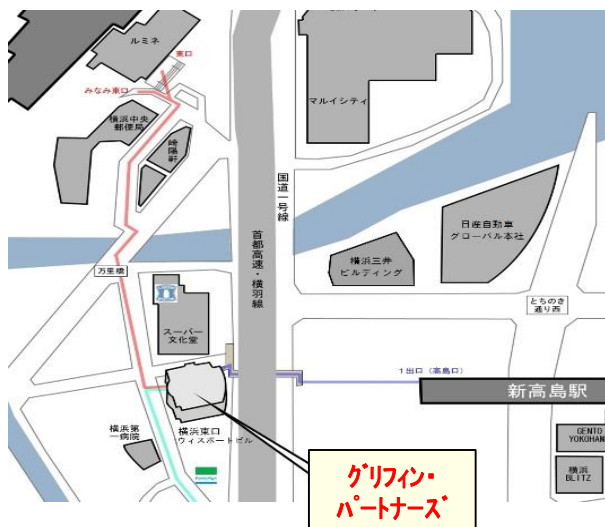 ルミネ
東口
みなみ東口
横浜中央
郵便局
崎陽軒
マルイシティ
国道一号線
首都高速・横羽線
日産自動車
グローバル本社
横浜三井
ビルディング
万里橋
とちのき
通り西
スーパー
文化堂
1出口（高島口）
新高島駅
横浜第
一病院
横浜東口
ウィスポートビル
GENTO
YOKOHAM
横浜
BLITZ
グリフィン・
パートナーズ